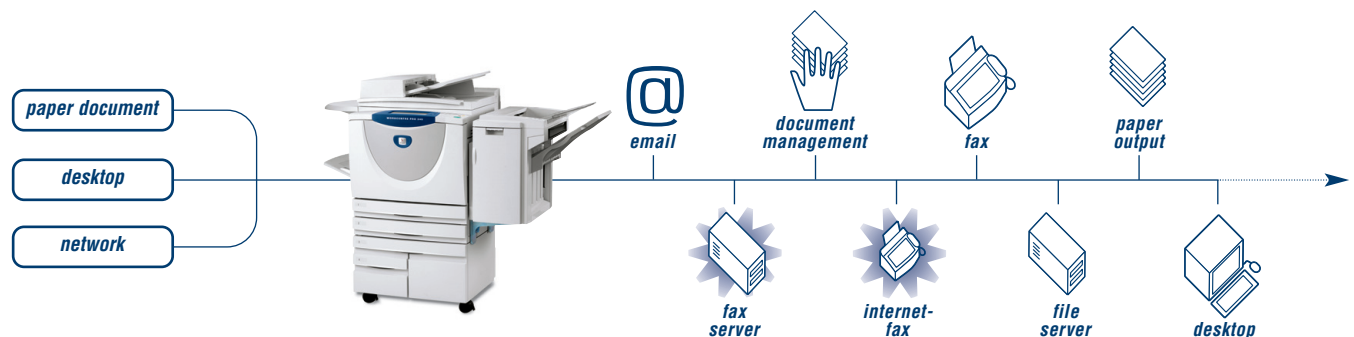 paper document
desktop
network
email
document
management
fax
paper
output
fax
server
internet-
fax
file
server
desktop